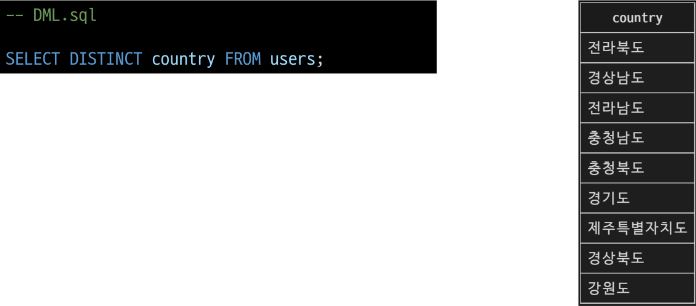 -- DML.sql
SELECT DISTINCT country FROM users;
country
전라북도
경상남도
전라남도
충청남도
충청북도
경기도
제주특별자치도
경상북도
강원도